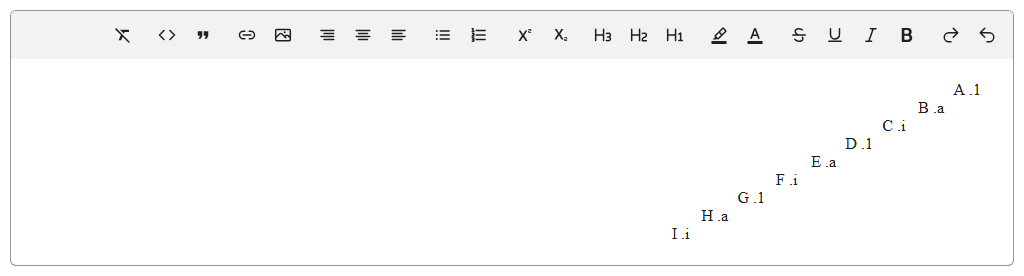 X² X₂ H3 H2 H1 A S U I B
A .1
B .a
C .i
D .1
E .a
F .i
G .1
H .a
I .i